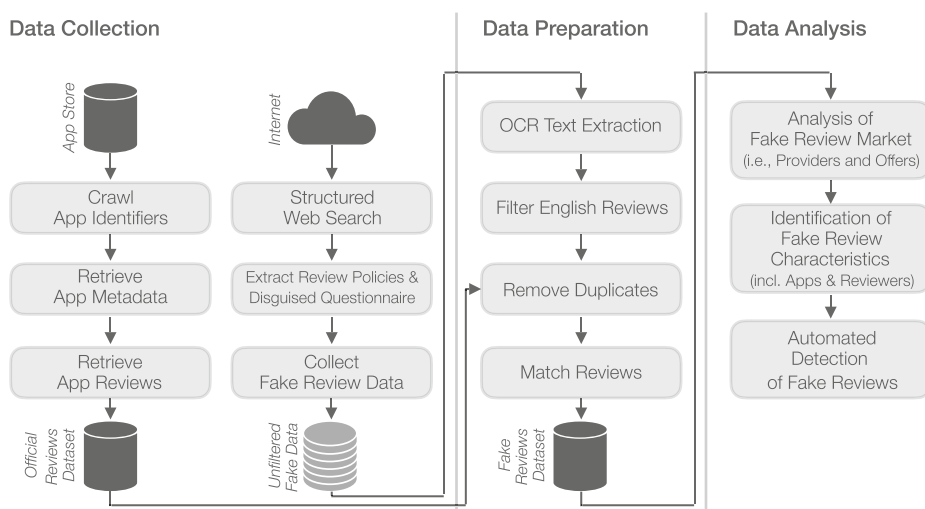 Data Collection
App Store
Crawl
App Identifiers
Retrieve
App Metadata
Retrieve
App Reviews
Official
Reviews
Dataset
Internet
Structured
Web Search
Extract Review Policies &
Disguised Questionnaire
Collect
Fake Review Data
Unfiltered
Fake Data
Data Preparation
OCR Text Extraction
Filter English Reviews
Remove Duplicates
Match Reviews
Fake
Reviews
Dataset
Data Analysis
Analysis of
Fake Review Market
(i.e., Providers and Offers)
Identification of
Fake Review
Characteristics
(incl. Apps & Reviewers)
Automated
Detection
of Fake Reviews